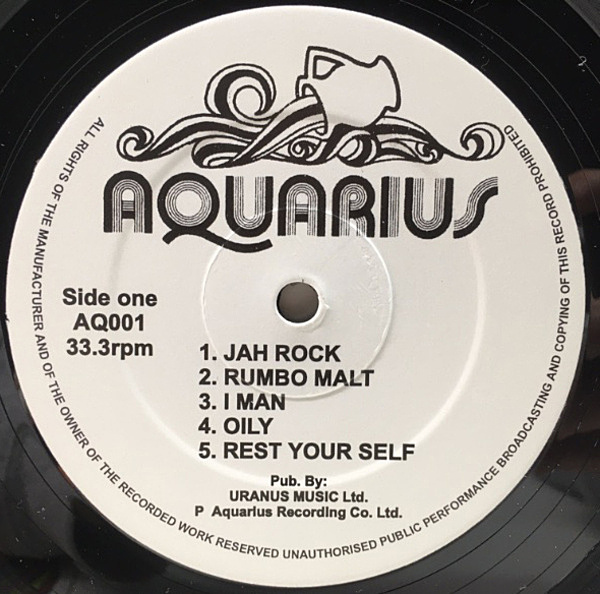 AQUARIUS
Side one
AQ001
33.3rpm
1. JAH ROCK
2. RUMBO MALT
3. I MAN
4. OILY
5. REST YOUR SELF
Pub. By:
URANUS MUSIC Ltd.
P Aquarius Recording Co. Ltd.
ALL RIGHTS OF THE MANUFACTURER AND OF THE OWNER OF THE RECORDED WORK RESERVED UNAUTHORISED PUBLIC PERFORMANCE BROADCASTING AND COPYING OF THIS RECORD PROHIBITED